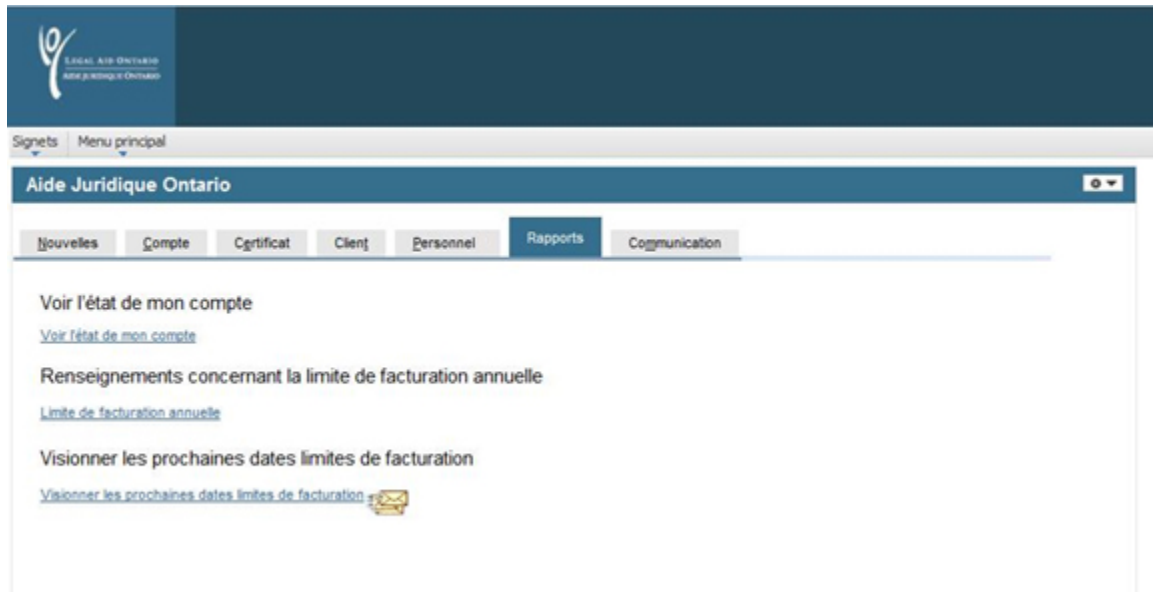 LEGAL AID ONTARIO
AIDE JURIDIQUE ONTARIO
Signets Menu principal
Aide Juridique Ontario
Nouvelles Compte Certificat Client Personnel Rapports Communication
Voir l'état de mon compte
Voir l'état de mon compte
Renseignements concernant la limite de facturation annuelle
Limite de facturation annuelle
Visionner les prochaines dates limites de facturation
Visionner les prochaines dates limites de facturation